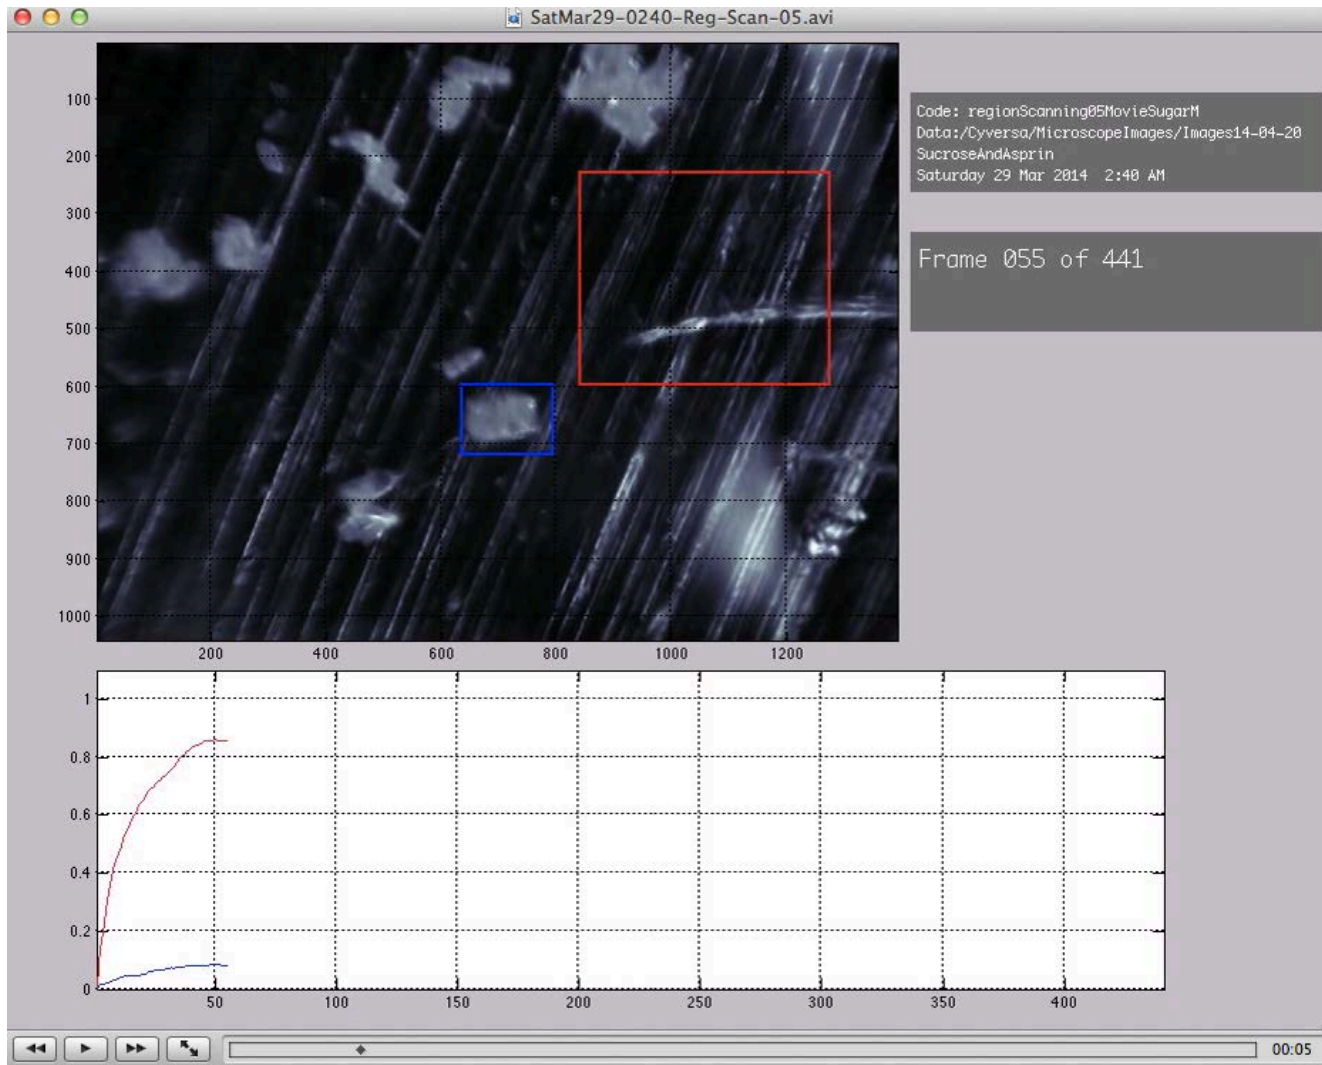 SatMar29-0240-Reg-Scan-05.avi
Code: regionScanning05MovieSugarM
Data:/Cyversa/MicroscopeImages/Images14-04-20
SucroseAndAsprin
Saturday 29 Mar 2014 2:40 AM
Frame 055 of 441
100
200
300
400
500
600
700
800
900
1000
200 400 600 800 1000 1200
1
0.8
0.6
0.4
0.2
0
50 100 150 200 250 300 350 400
00:05